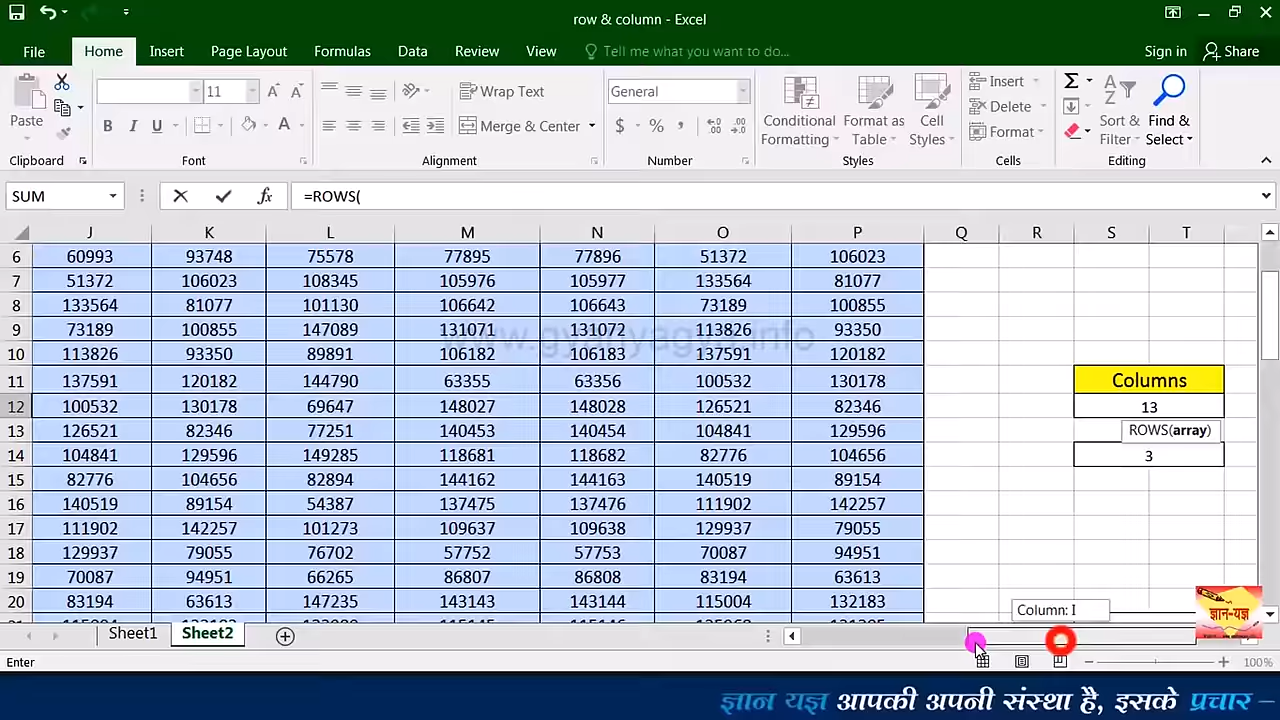 row & column - Excel
File Home Insert Page Layout Formulas Data Review View Tell me what you want to do... Sign in Share
Paste 11 Wrap Text General Conditional Formatting Format as Table Cell Styles Insert Σ Sort & Filter Find & Select
Merge & Center $ % Delete
Format
Clipboard Font Alignment Number Styles Cells Editing
SUM fx =ROWS(
J K L M N O P Q R S T
6 60993 93748 75578 77895 77896 51372 106023
7 51372 106023 108345 105976 105977 133564 81077
8 133564 81077 101130 106642 106643 73189 100855
9 73189 100855 147089 131071 131072 113826 93350
www.gyanyagya.info
10 113826 93350 89891 106182 106183 137591 120182
11 137591 120182 144790 63355 63356 100532 130178 Columns
12 100532 130178 69647 148027 148028 126521 82346 13
13 126521 82346 77251 140453 140454 104841 129596 ROWS(array)
14 104841 129596 149285 118681 118682 82776 104656 3
15 82776 104656 82894 144162 144163 140519 89154
16 140519 89154 54387 137475 137476 111902 142257
17 111902 142257 101273 109637 109638 129937 79055
18 129937 79055 76702 57752 57753 70087 94951
19 70087 94951 66265 86807 86808 83194 63613
20 83194 63613 147235 143143 143144 115004 132183
Column: I
ज्ञान-यज्ञ
Sheet1 Sheet2
Enter 100%
ज्ञान यज्ञ आपकी अपनी संस्था है, इसके प्रचार –